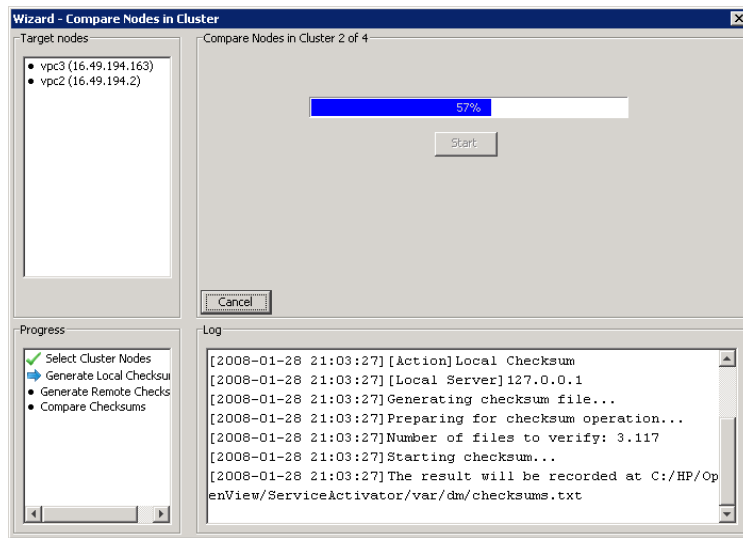 Wizard - Compare Nodes in Cluster
Target nodes
vpc3 (16.49.194.163)
vpc2 (16.49.194.2)
Compare Nodes in Cluster 2 of 4
57%
Start
Cancel
Progress
Select Cluster Nodes
Generate Local Checksu
Generate Remote Checks
Compare Checksums
Log
[2008-01-28 21:03:27][Action]Local Checksum
[2008-01-28 21:03:27][Local Server]127.0.0.1
[2008-01-28 21:03:27]Generating checksum file...
[2008-01-28 21:03:27]Preparing for checksum operation...
[2008-01-28 21:03:27]Number of files to verify: 3.117
[2008-01-28 21:03:27]Starting checksum...
[2008-01-28 21:03:27]The result will be recorded at C:/HP/Op
enView/ServiceActivator/var/dm/checksums.txt